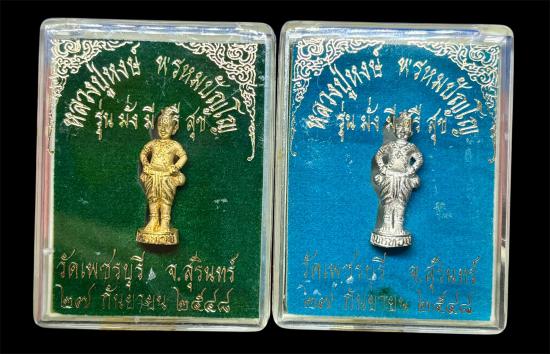 หลวงปู่หงษ์ พรหมปัญโญ
รุ่น มั่ง มี ศรี สุข
วัดเพชรบุรี จ.สุรินทร์
๒๗ กันยายน ๒๕๔๘
หลวงปู่หงษ์ พรหมปัญโญ
รุ่น มั่ง มี ศรี สุข
วัดเพชรบุรี จ.สุรินทร์
๒๗ กันยายน ๒๕๔๘